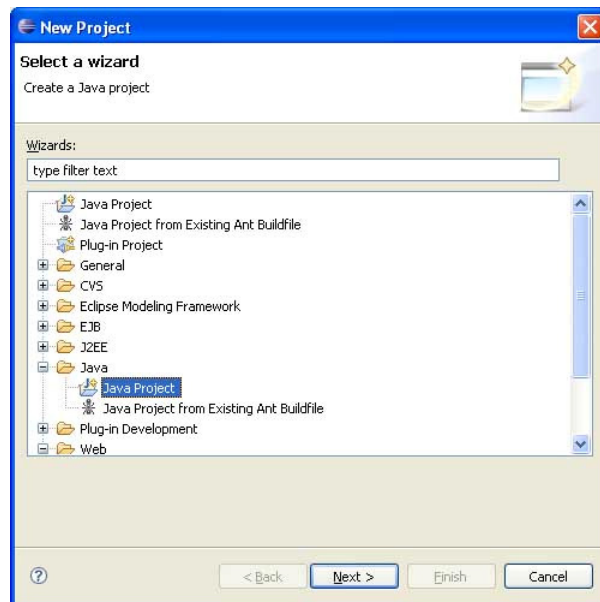 New Project
Select a wizard
Create a Java project
Wizards:
type filter text
Java Project
Java Project from Existing Ant Buildfile
Plug-in Project
General
CVS
Eclipse Modeling Framework
EJB
J2EE
Java
Java Project
Java Project from Existing Ant Buildfile
Plug-in Development
Web
? < Back Next > Finish Cancel